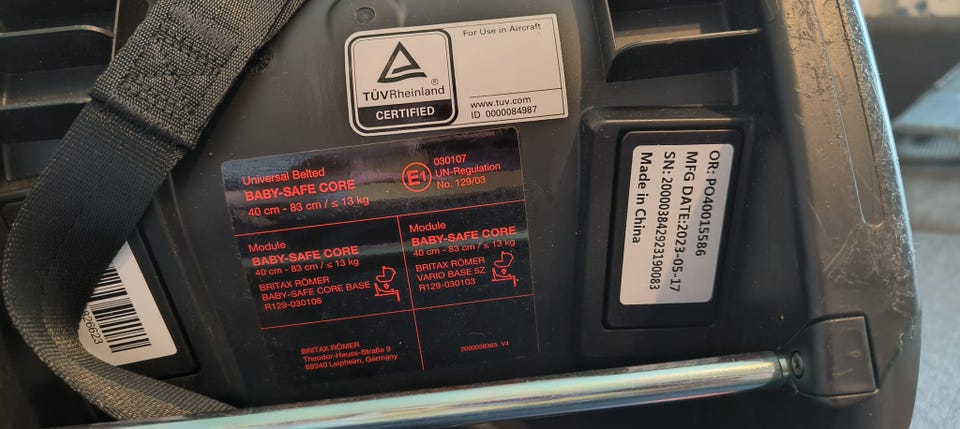 For Use in Aircraft
TÜVRheinland®
CERTIFIED
www.tuv.com
ID 0000084987
Universal Belted
BABY-SAFE CORE
40 cm - 83 cm / ≤ 13 kg
E1
030107
UN-Regulation
No. 129/03
Module
BABY-SAFE CORE
40 cm - 83 cm / ≤ 13 kg
BRITAX RÖMER
BABY-SAFE CORE BASE
R129-030106
Module
BABY-SAFE CORE
40 cm - 83 cm / ≤ 13 kg
BRITAX RÖMER
VARIO BASE 5Z
R129-030103
BRITAX RÖMER
Theodor-Heuss-Straße 9
89340 Leipheim, Germany
2000038365 V4
OR: PO40015586
MFG DATE:2023-05-17
SN: 200003842923190083
Made in China